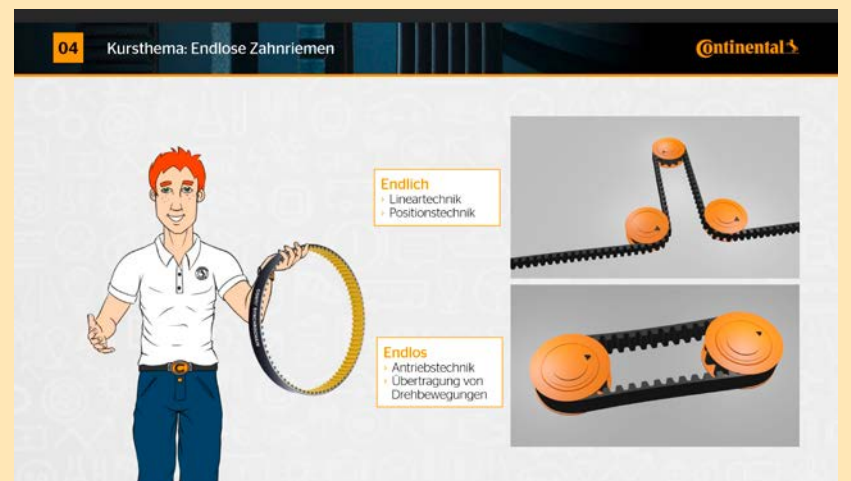 04 Kursthema: Endlose Zahnriemen
Continental
Endlich
› Lineartechnik
› Positionstechnik
Endlos
› Antriebstechnik
› Übertragung von
Drehbewegungen